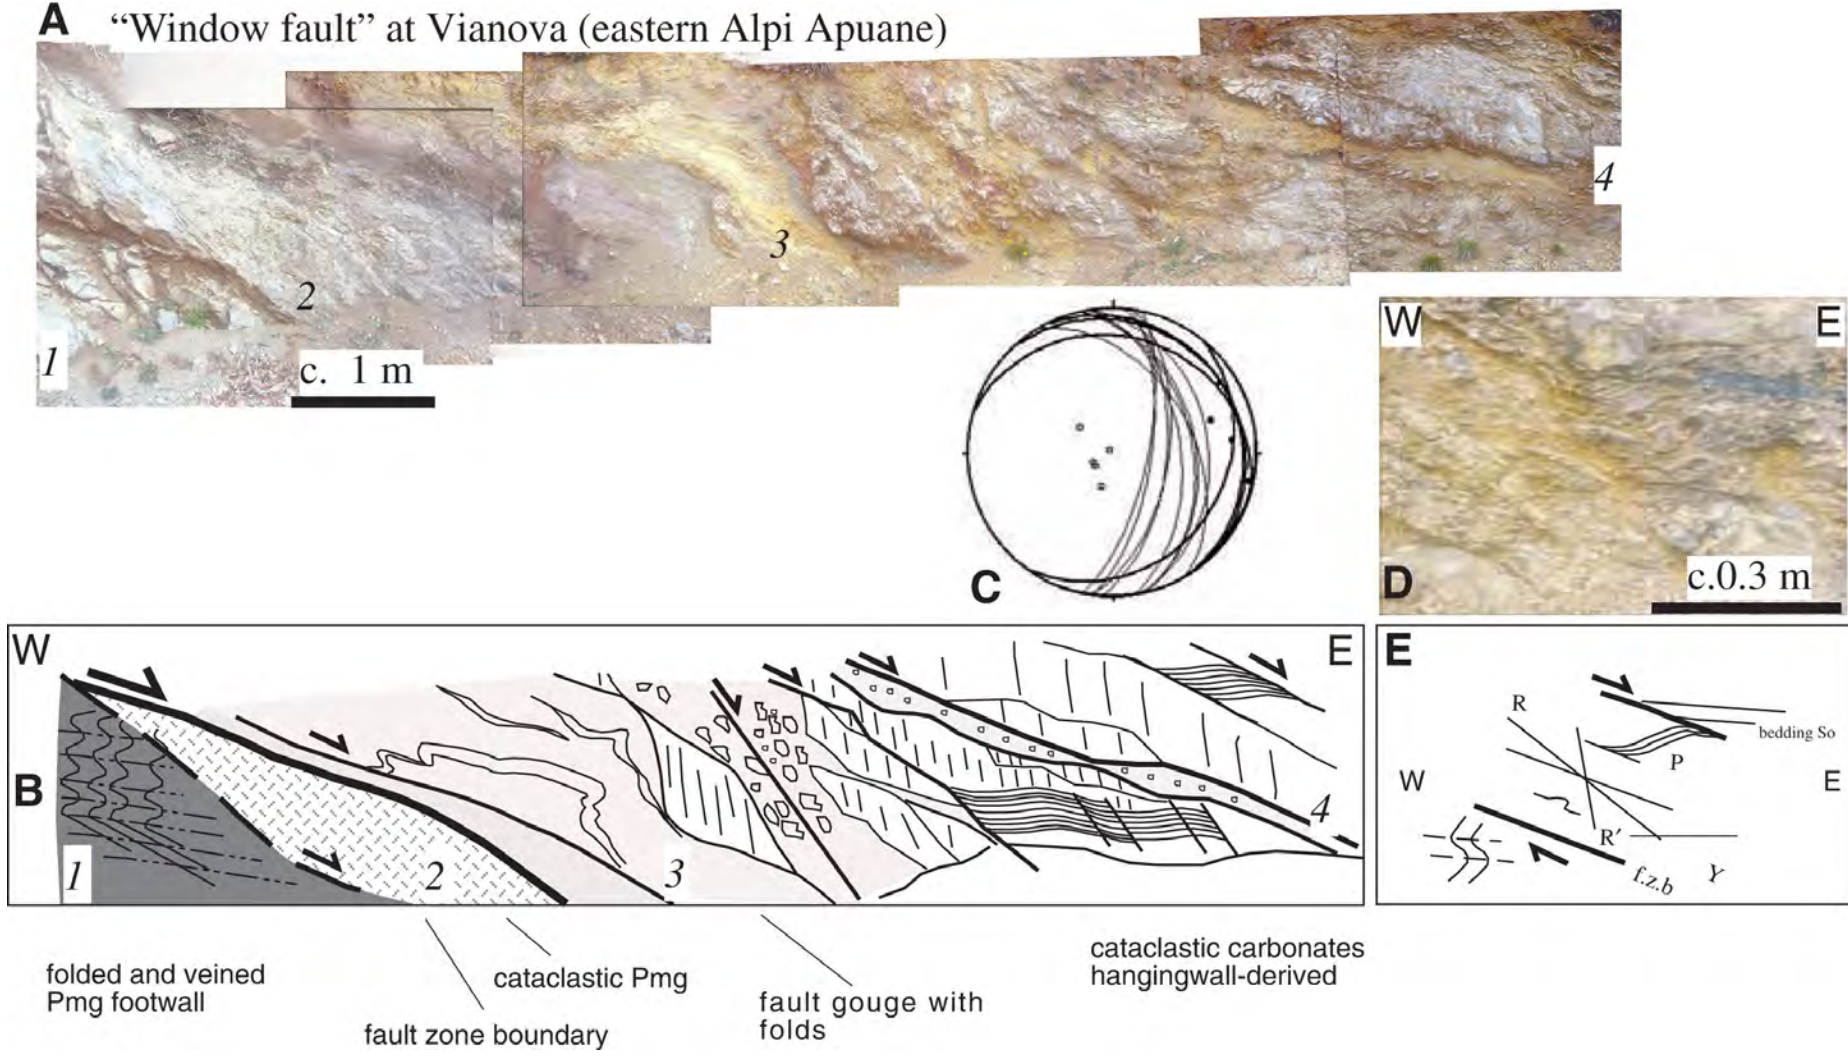 A "Window fault" at Vianova (eastern Alpi Apuane)
1
2
3
4
c. 1 m
C
W E
D
c.0.3 m
W E
B
1
2
3
4
E
R
bedding So
P
W E
R'
f.z.b
Y
folded and veined
Pmg footwall
fault zone boundary
cataclastic Pmg
fault gouge with
folds
cataclastic carbonates
hangingwall-derived